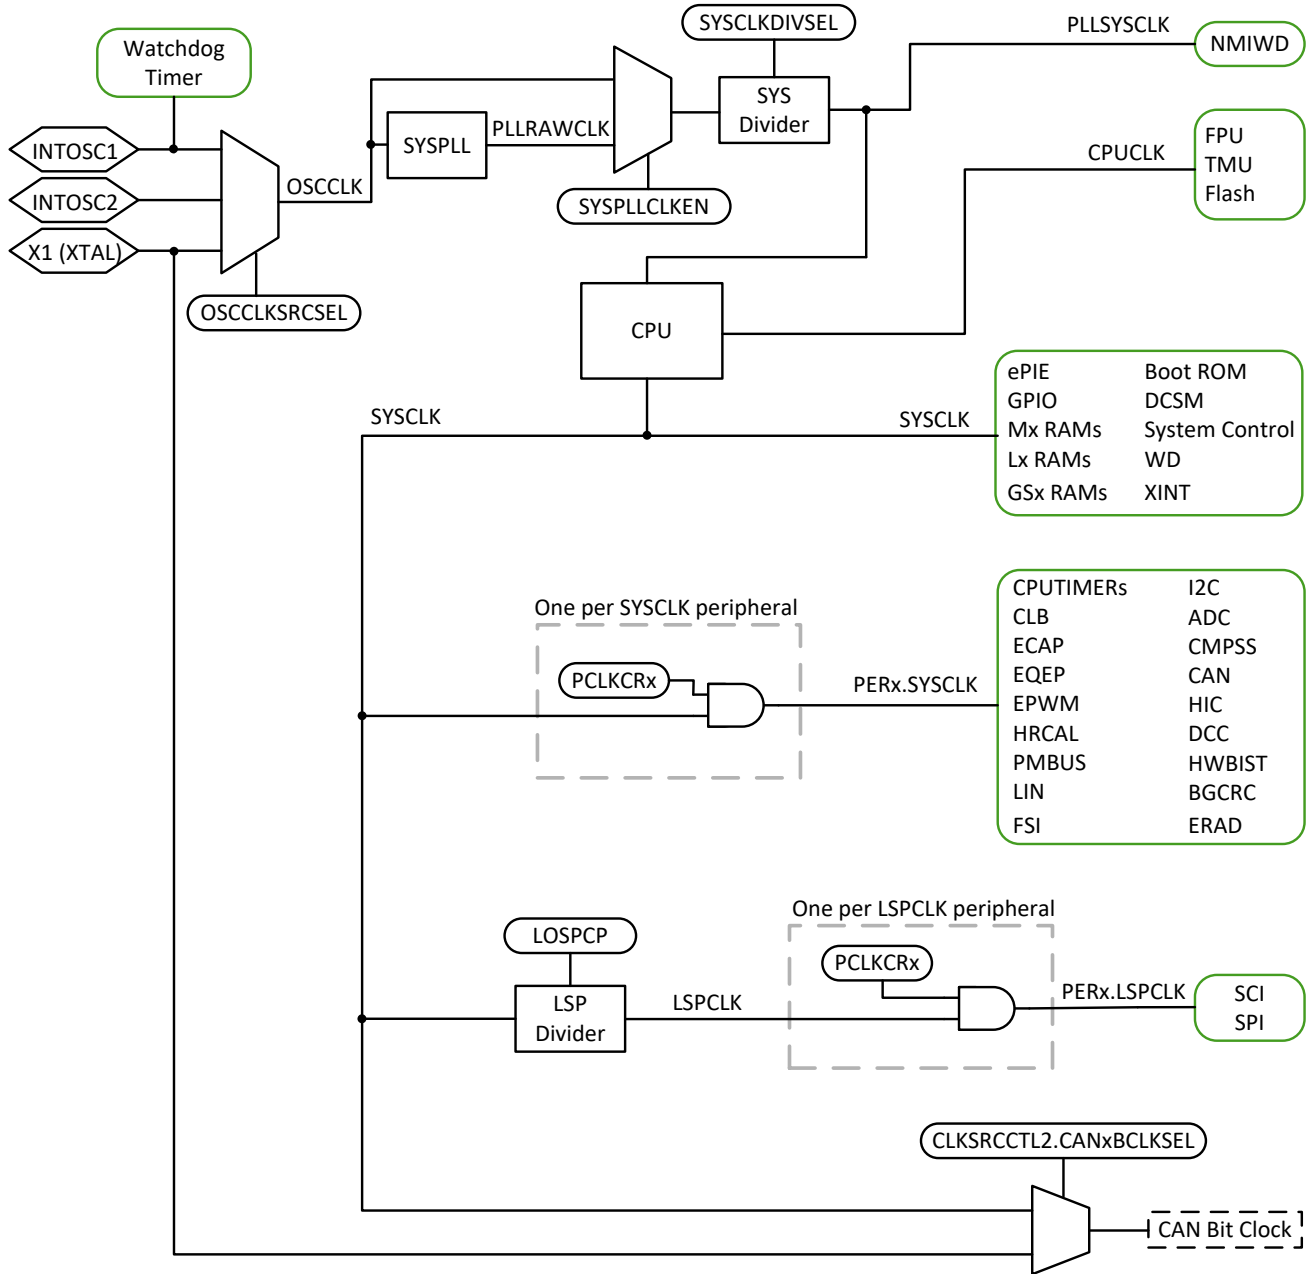 SYSCLKDIVSEL
PLLSYSCLK
NMIWD
Watchdog
Timer
SYS
Divider
INTOSC1
SYSPLL
PLLRAWCLK
FPU
TMU
Flash
CPUCLK
INTOSC2
OSCCLK
SYSPLLCLKEN
X1 (XTAL)
OSCCLKSRCSEL
CPU
SYSCLK
SYSCLK
ePIE
GPIO
Mx RAMs
Lx RAMs
GSx RAMs
Boot ROM
DCSM
System Control
WD
XINT
One per SYSCLK peripheral
PCLKCRx
PERx.SYSCLK
CPUTIMERs
CLB
ECAP
EQEP
EPWM
HRCAL
PMBUS
LIN
FSI
I2C
ADC
CMPSS
CAN
HIC
DCC
HWBIST
BGCRC
ERAD
One per LSPCLK peripheral
LOSPCP
PCLKCRx
LSP
Divider
LSPCLK
PERx.LSPCLK
SCI
SPI
CLKSRCCTL2.CANxBCLKSEL
CAN Bit Clock